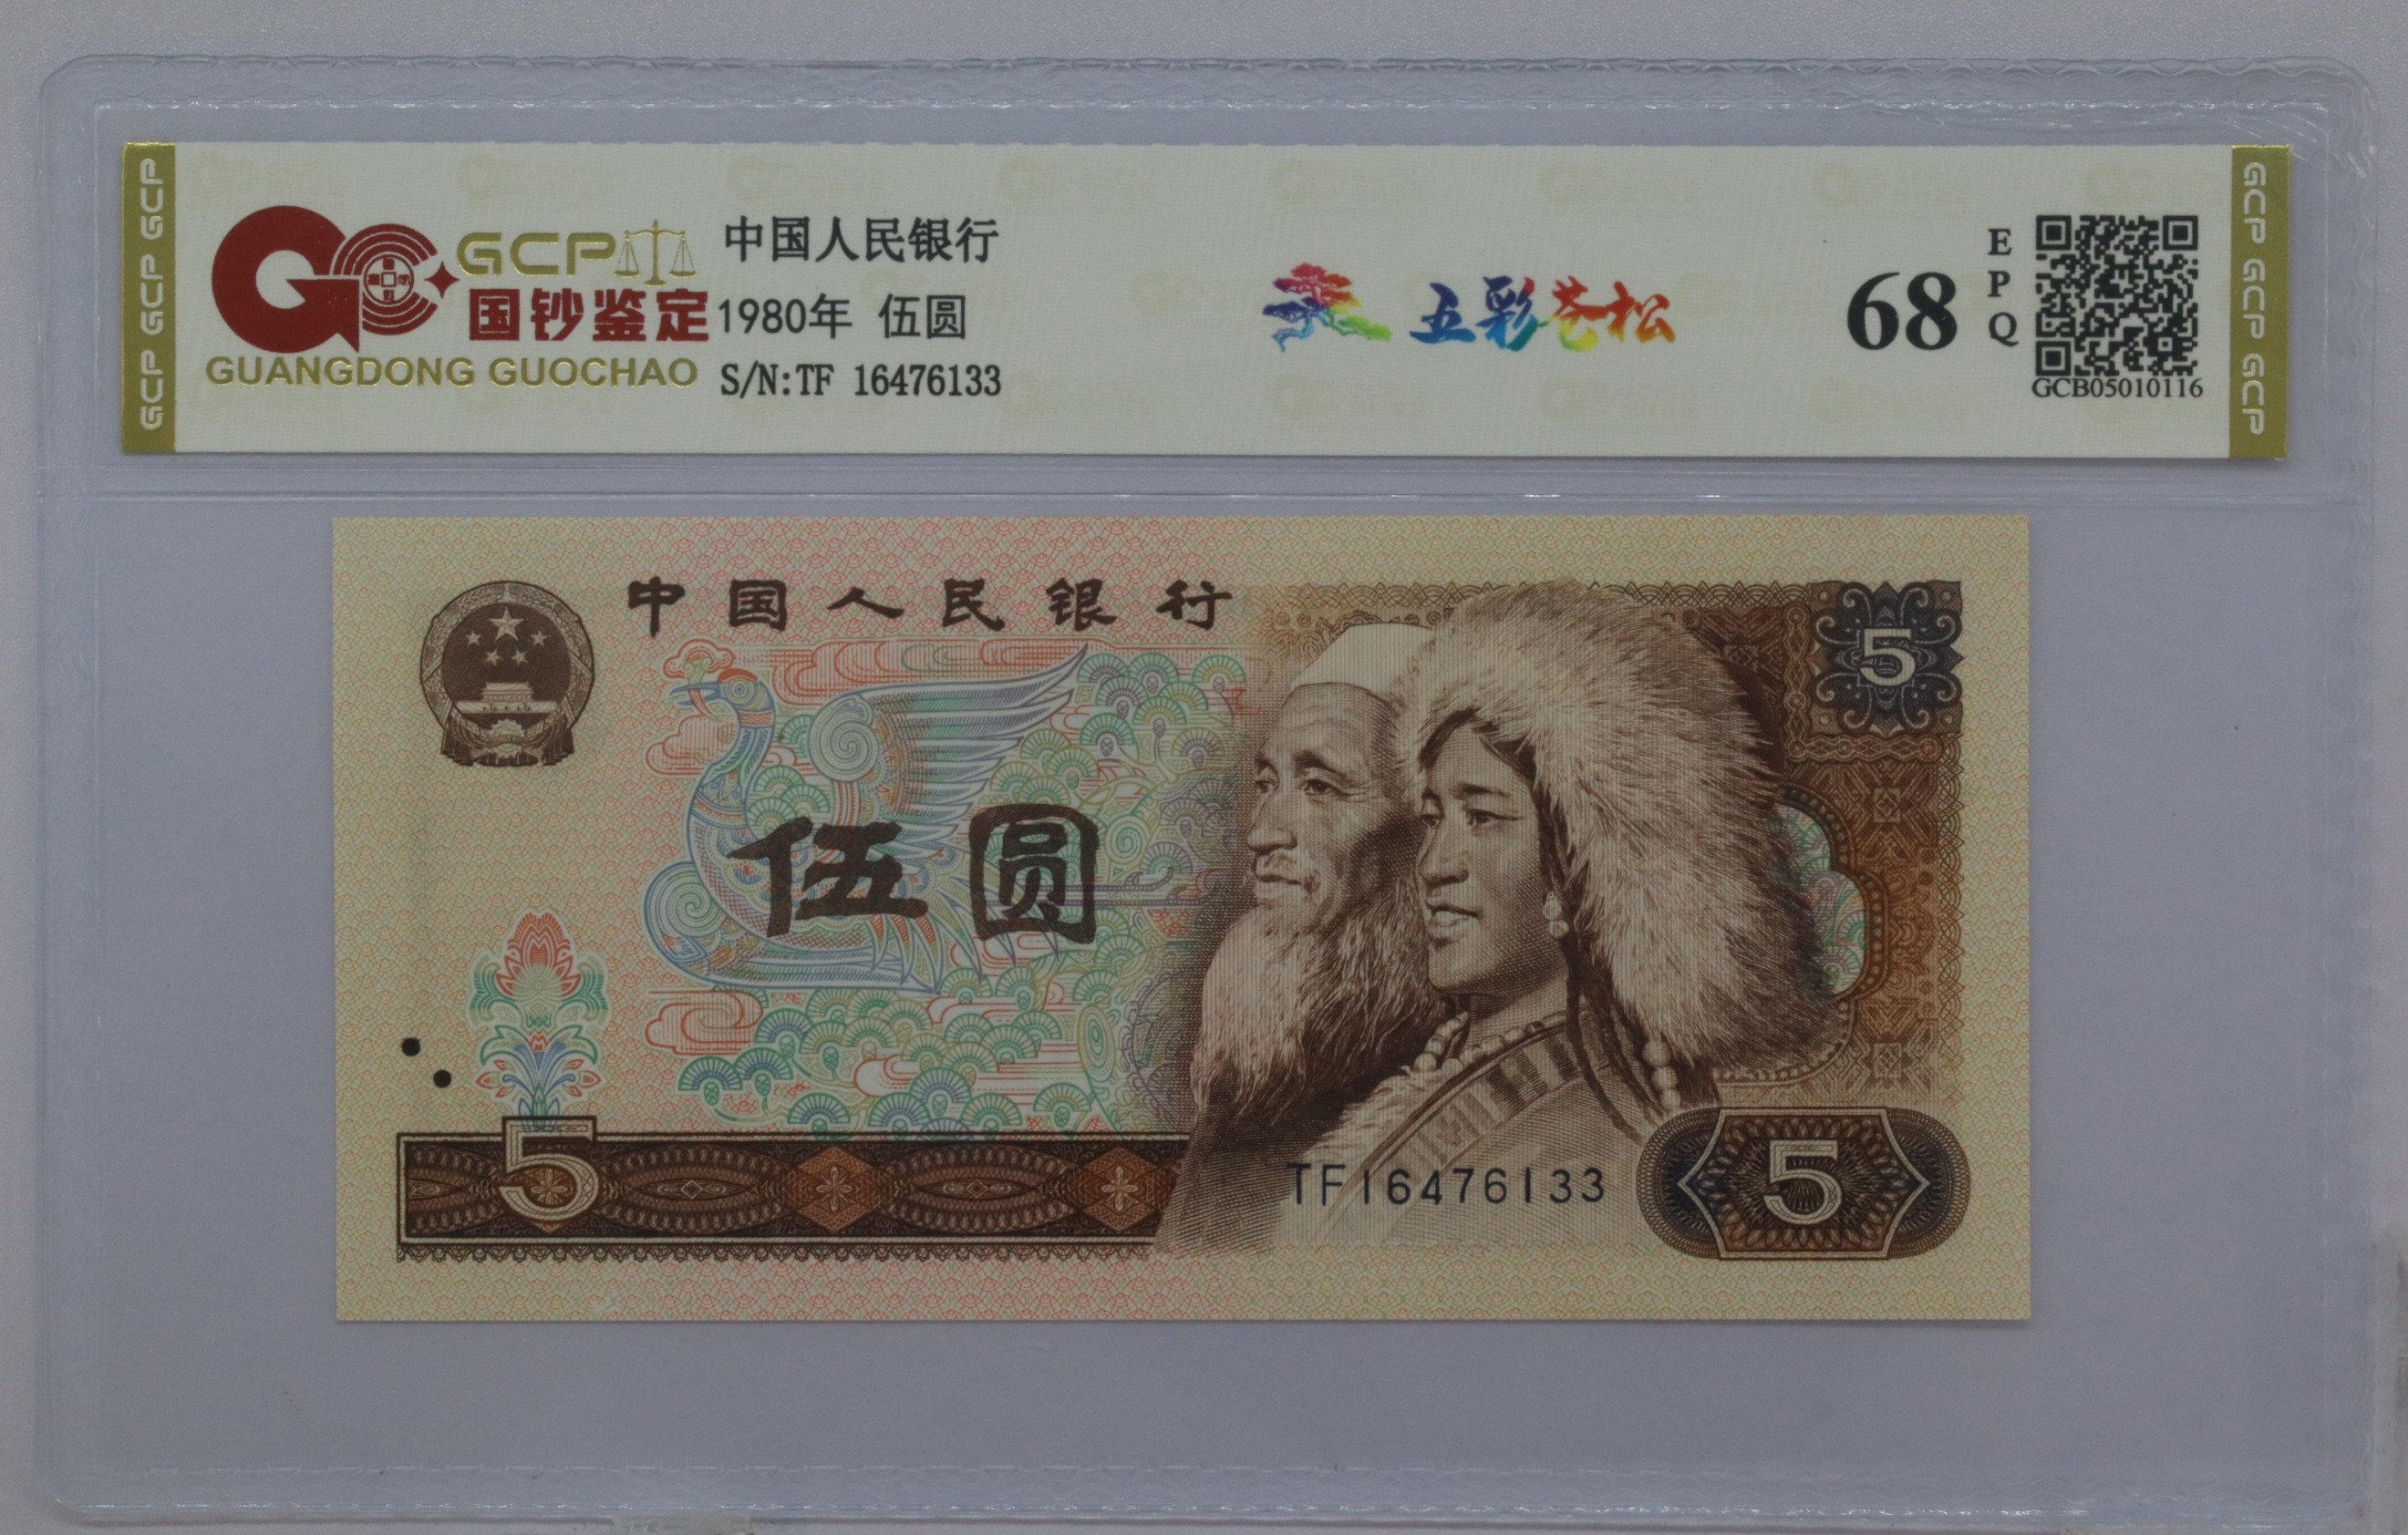 GCP GCP GCP
GCP
国钞鉴定
GUANGDONG GUOCHAO
中国人民银行
1980年 伍圆
S/N:TF 16476133
五彩苍松
68
EPQ
GCB05010116
GCP GCP GCP
中国人民银行
5
伍圆
5
TF16476133
5